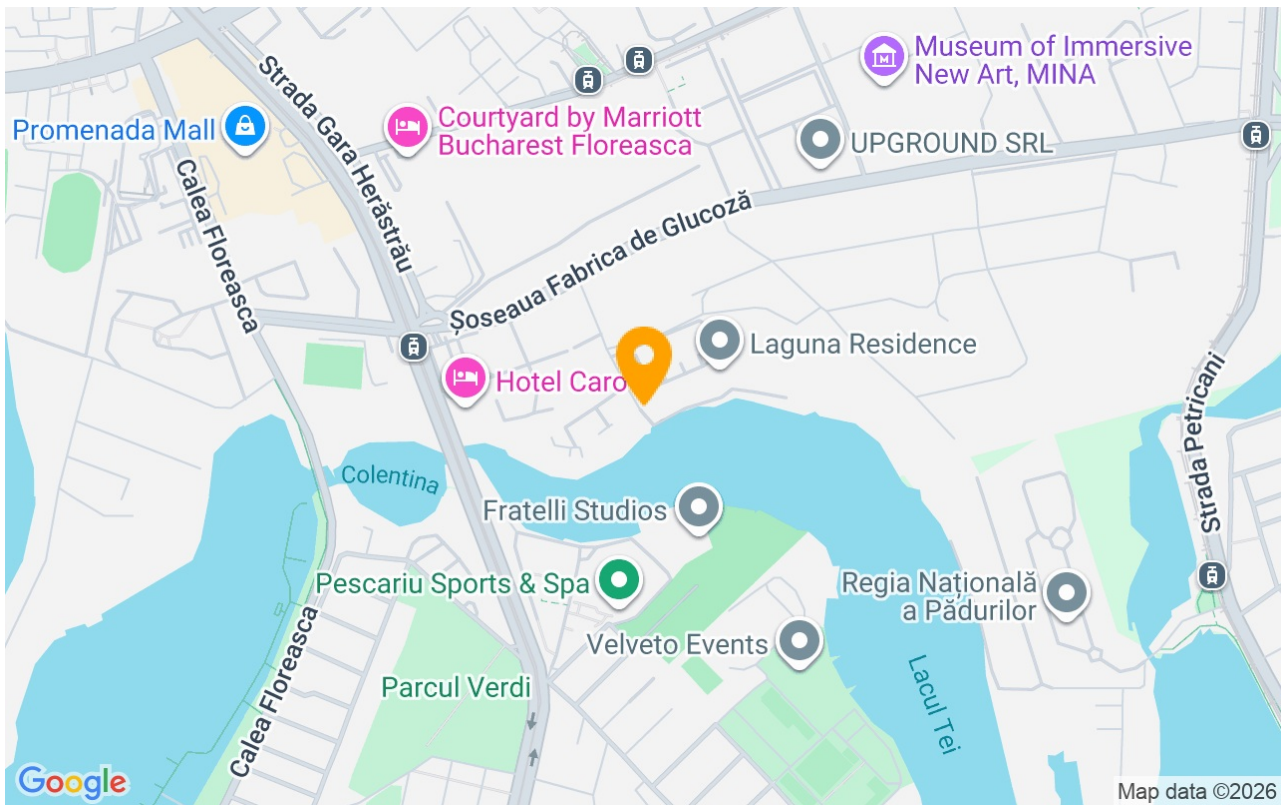 Museum of Immersive
New Art, MINA
Strada Gara Herăstrău
Courtyard by Marriott
Bucharest Floreasca
Promenada Mall
UPGROUND SRL
Calea Floreasca
Șoseaua Fabrica de Glucoză
Laguna Residence
Hotel Caro
Strada Petricani
Colentina
Fratelli Studios
Pescariu Sports & Spa
Regia Națională
a Pădurilor
Velveto Events
Calea Floreasca
Parcul Verdi
Lacul Tei
Google
Map data ©2026